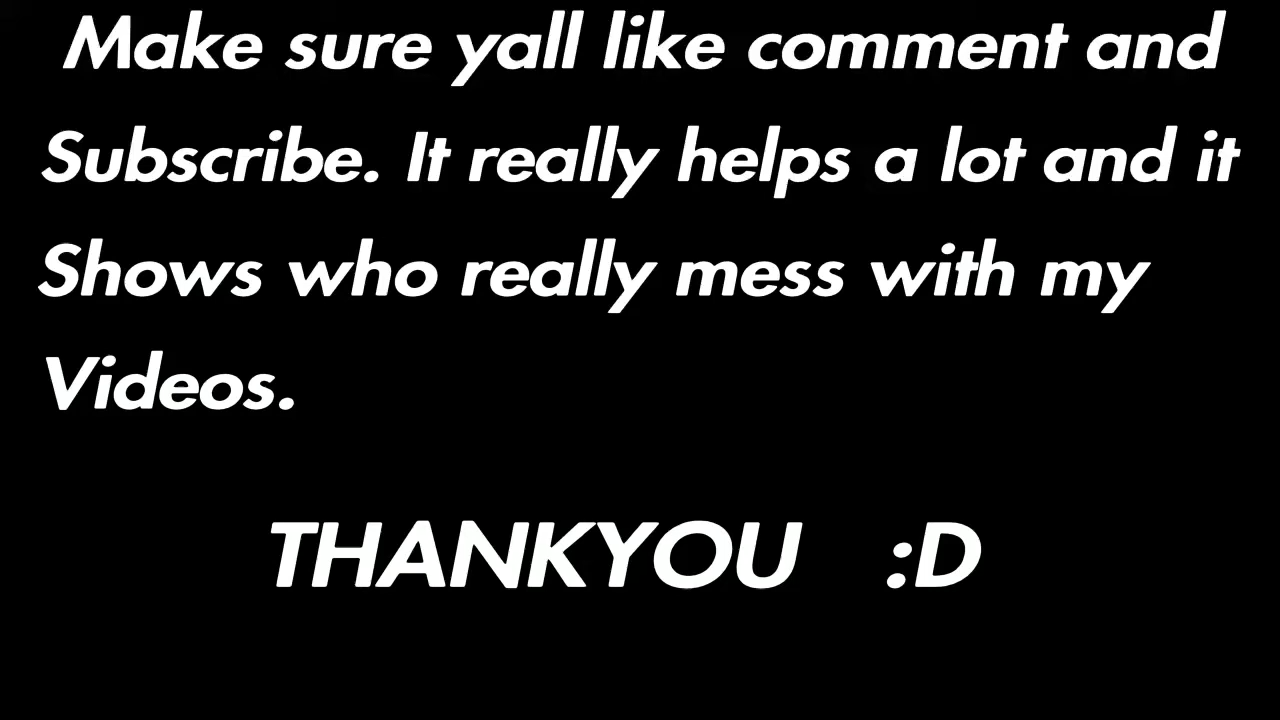 Make sure yall like comment and
Subscribe. It really helps a lot and it
Shows who really mess with my
Videos.
THANKYOU :D